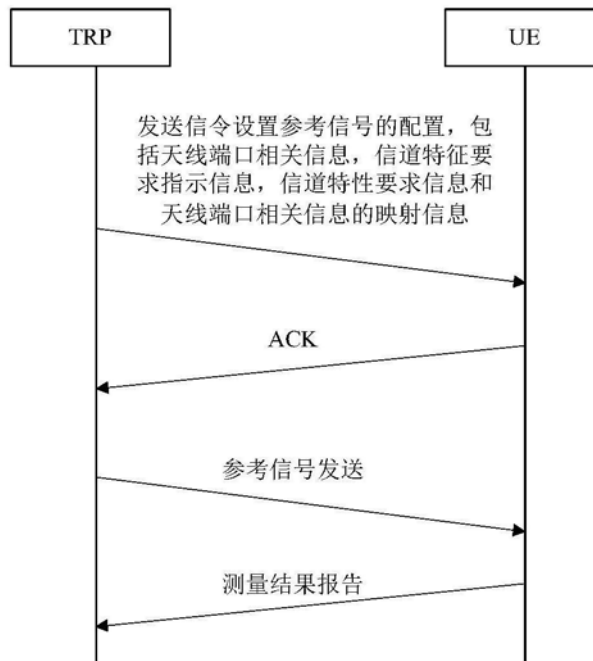 TRP
UE
发送信令设置参考信号的配置，包
括天线端口相关信息，信道特征要
求指示信息，信道特性要求信息和
天线端口相关信息的映射信息
ACK
参考信号发送
测量结果报告